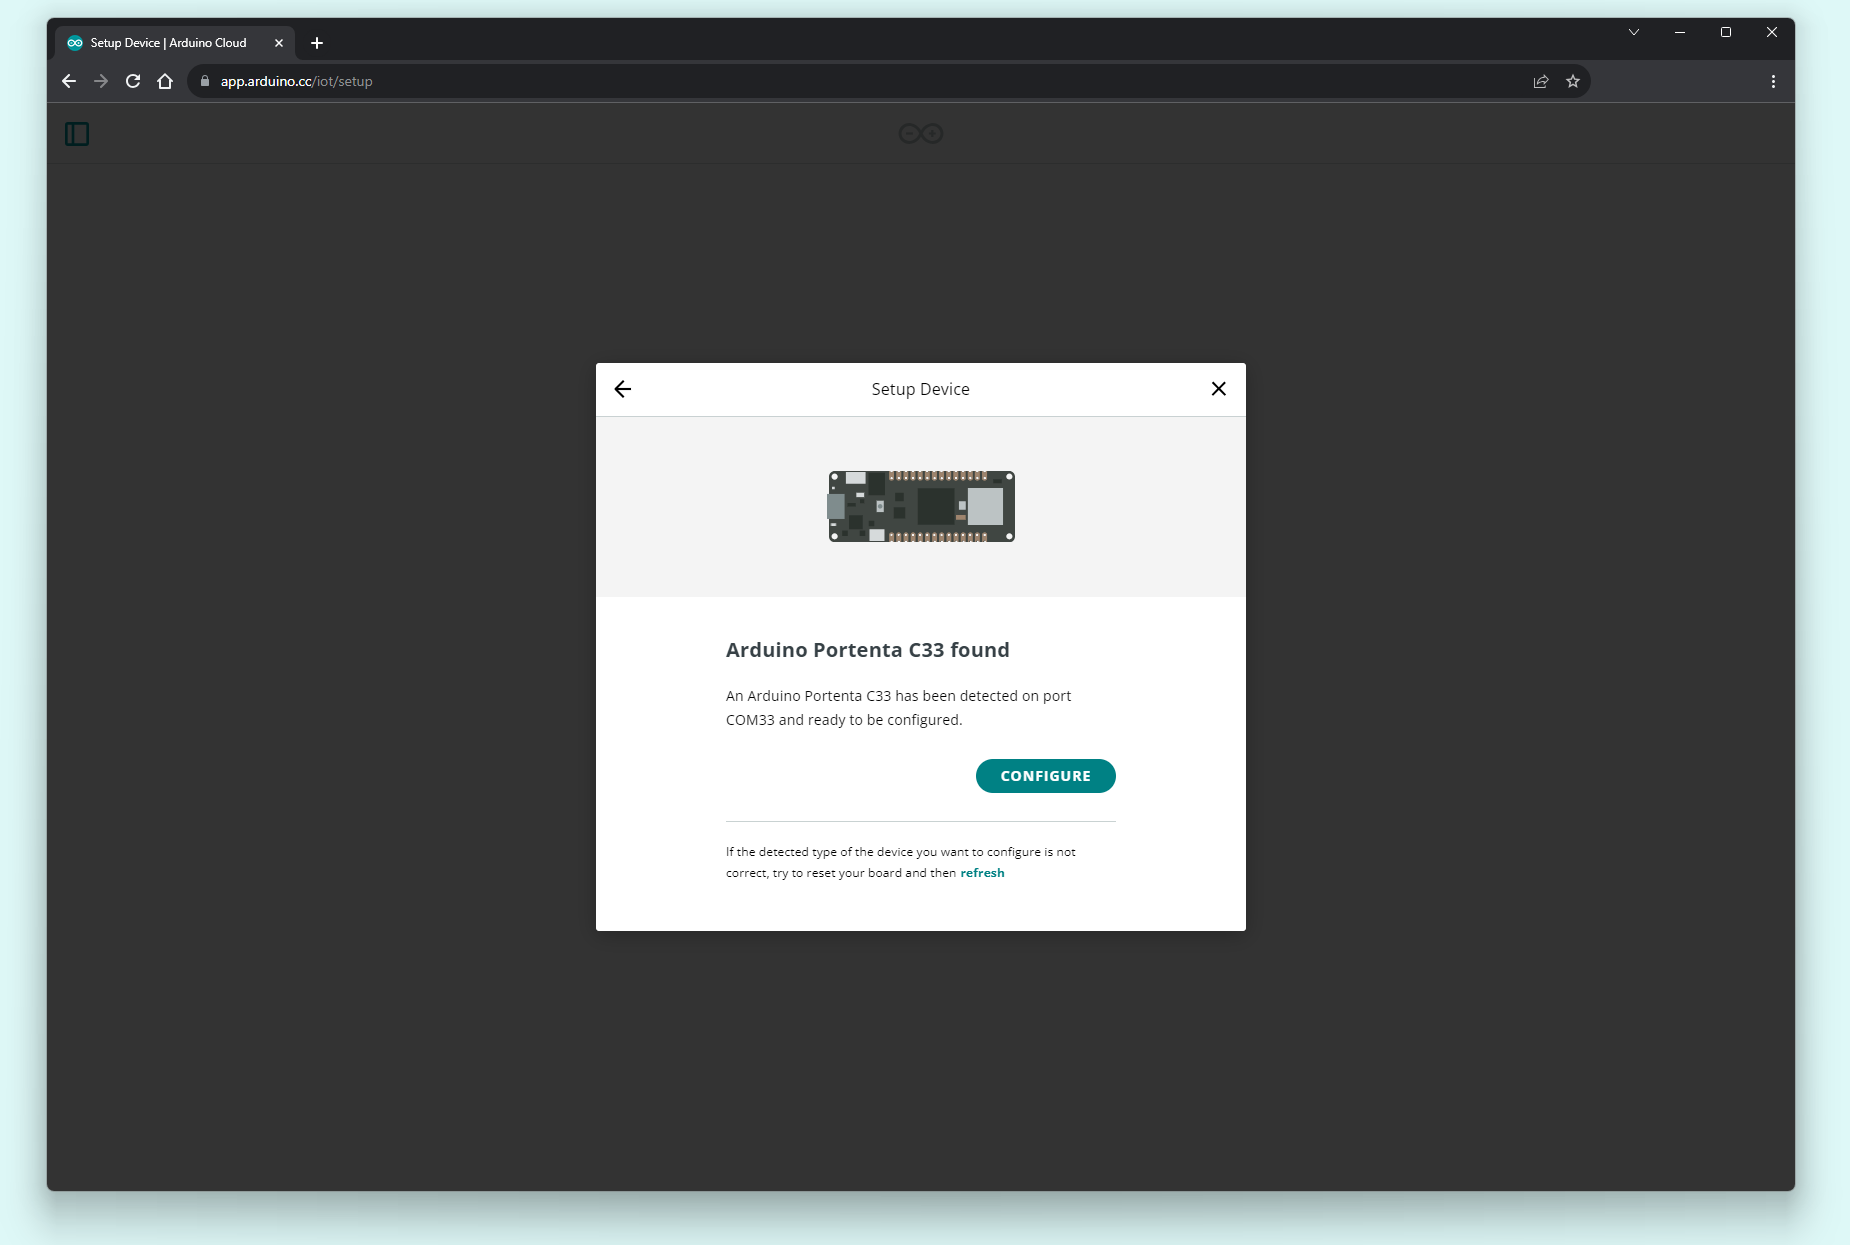 Setup Device | Arduino Cloud
app.arduino.cc/iot/setup
Setup Device
Arduino Portenta C33 found
An Arduino Portenta C33 has been detected on port
COM33 and ready to be configured.
CONFIGURE
If the detected type of the device you want to configure is not
correct, try to reset your board and then refresh